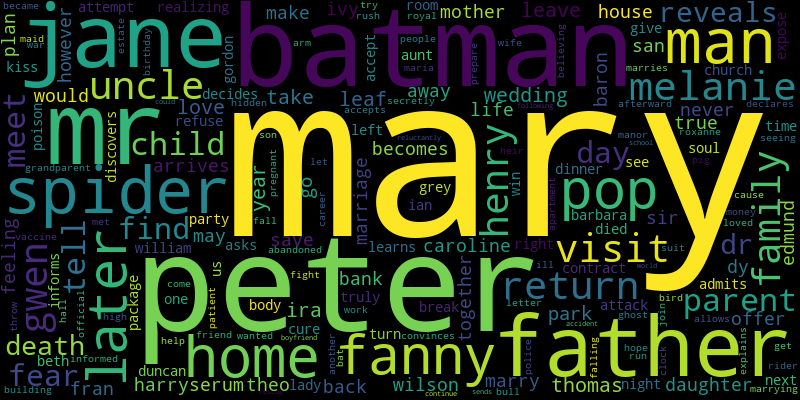 mary
batman
peter
father
jane
spider
mr
man
fanny
pop
home
later
melanie
henry
visit
return
parent
family
child
uncle
find
tell
gwen
death
fear
meet
day
dr
reveals
wedding
leave
house
mother
make
take
leaf
away
life
becomes
marriage
love
ivy
attempt
realizing
room
royal
people
aunt
accept
try
rush
arm
became
maid
war
plan
however
kiss
would
poison
discovers
decides
refuse
hidden
gordon
estate
birthday
believing
prepare
wife
maria
baron
san
give
church
marries
expose
never
afterward
declares
true
roxanne
time
seeing
soul
manor
school
pig
see
dinner
win
ian
grey
left
accepts
secretly
reluctantly
following
heir
could
son
pregnant
year
go
let
career
save
fall
party
asks
may
william
met
arrives
grandparent
feeling
vaccine
informs
hall
official
throw
high
package
one
come
us
patient
abandoned
fight
body
ira
cure
truly
bank
learns
caroline
together
right
contract
apartment
barbara
died
sir
suit
loved
money
cause
edmund
admits
dy
offer
park
attack
ill
world
break
letter
work
turn
convinces
police
ghost
bird
join
allows
explains
clock
get
hope
run
rider
next
marrying
daughter
night
thomas
falling
accident
marry
wilson
bull
sends
continue
back
another
bat
lady
theo
serum
harry
duncan
fran
beth
informed
building
help
friend
wanted
boyfriend